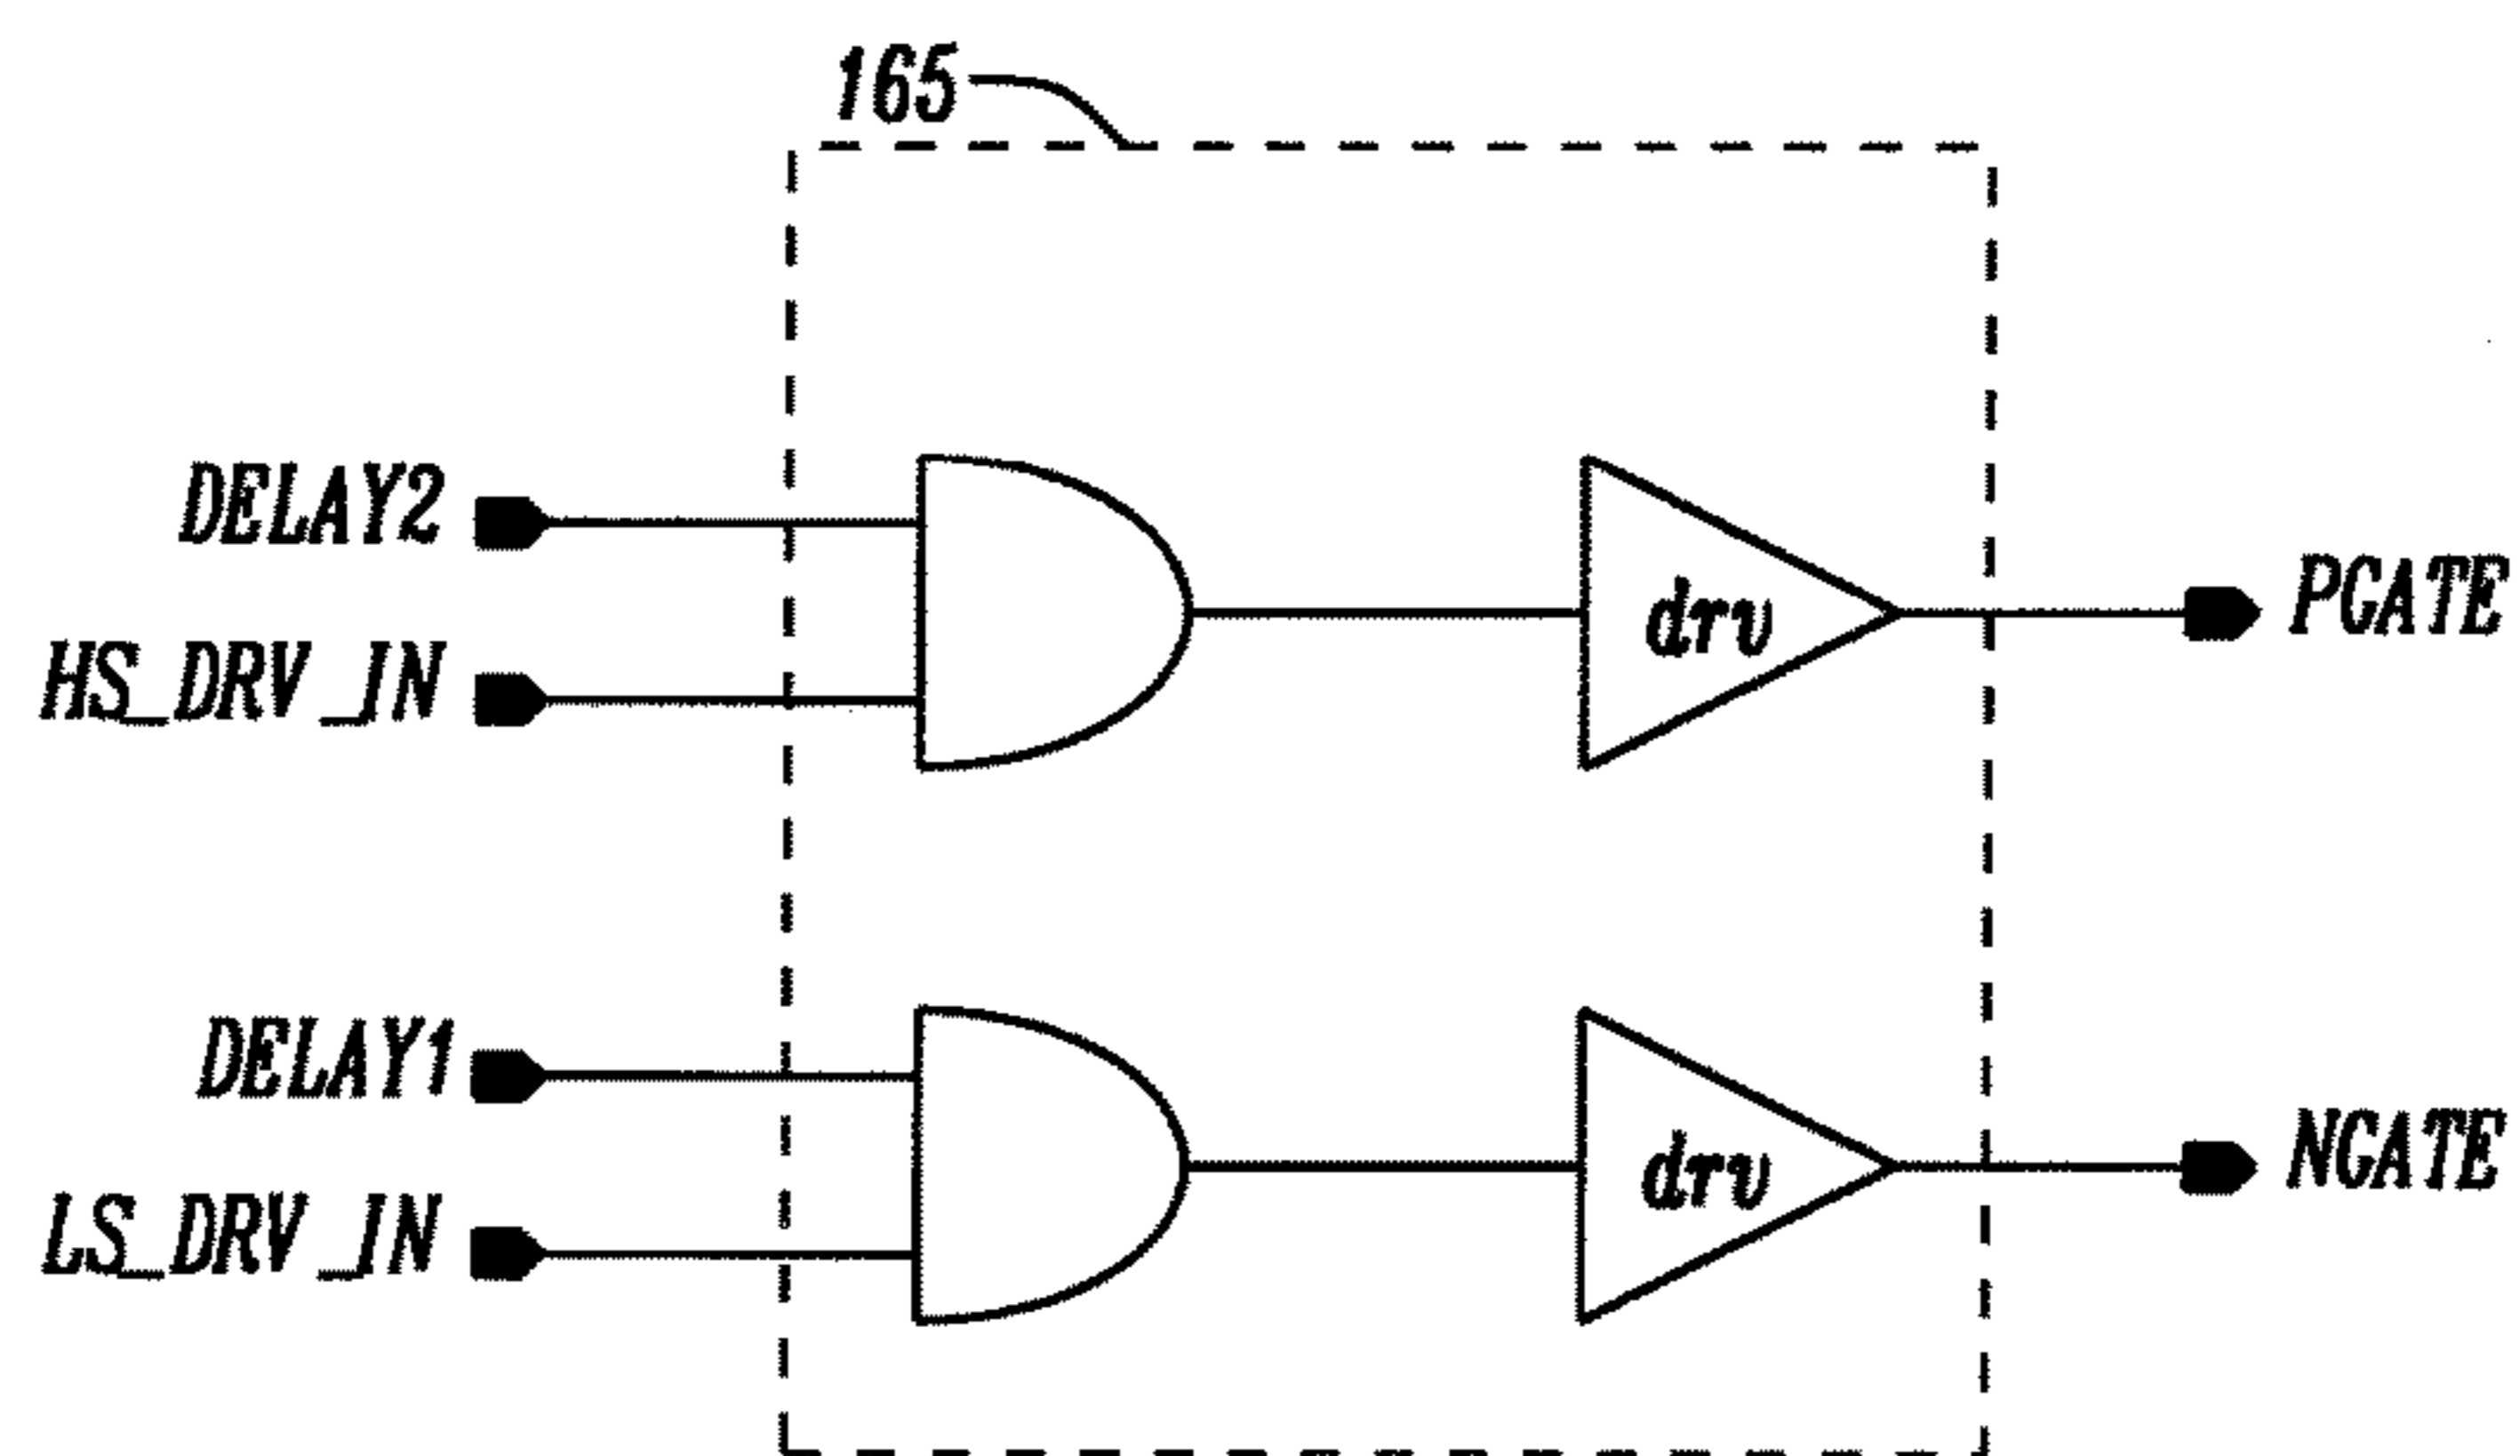 165
DELAY2
HS_DRV_IN
drv
PGATE
DELAY1
LS_DRV_IN
drv
NGATE